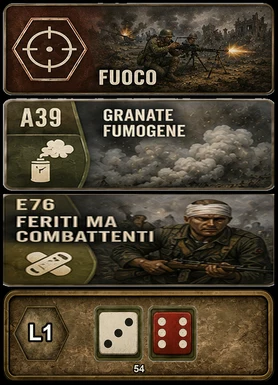 FUOCO
A39
GRANATE
FUMOGENE
E76
FERITI MA
COMBATTENTI
L1
54